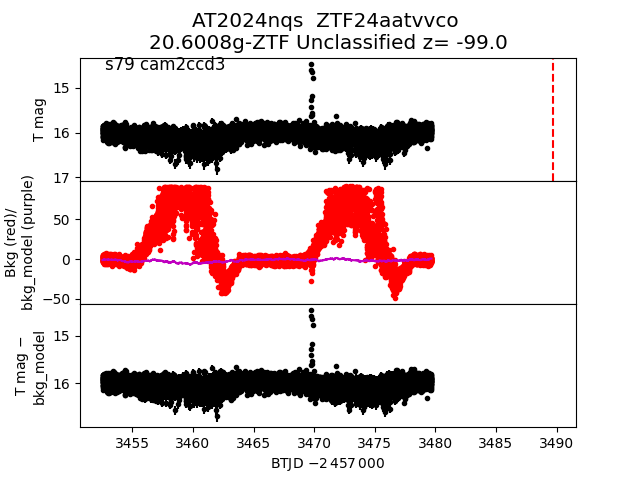 AT2024nqs  ZTF24aatvvco
20.6008g-ZTF Unclassified z= -99.0
s79 cam2ccd3
T mag
15
16
17
Bkg (red)/
bkg_model (purple)
50
0
−50
T mag −
bkg_model
15
16
3455 3460 3465 3470 3475 3480 3485 3490
BTJD −2 457 000